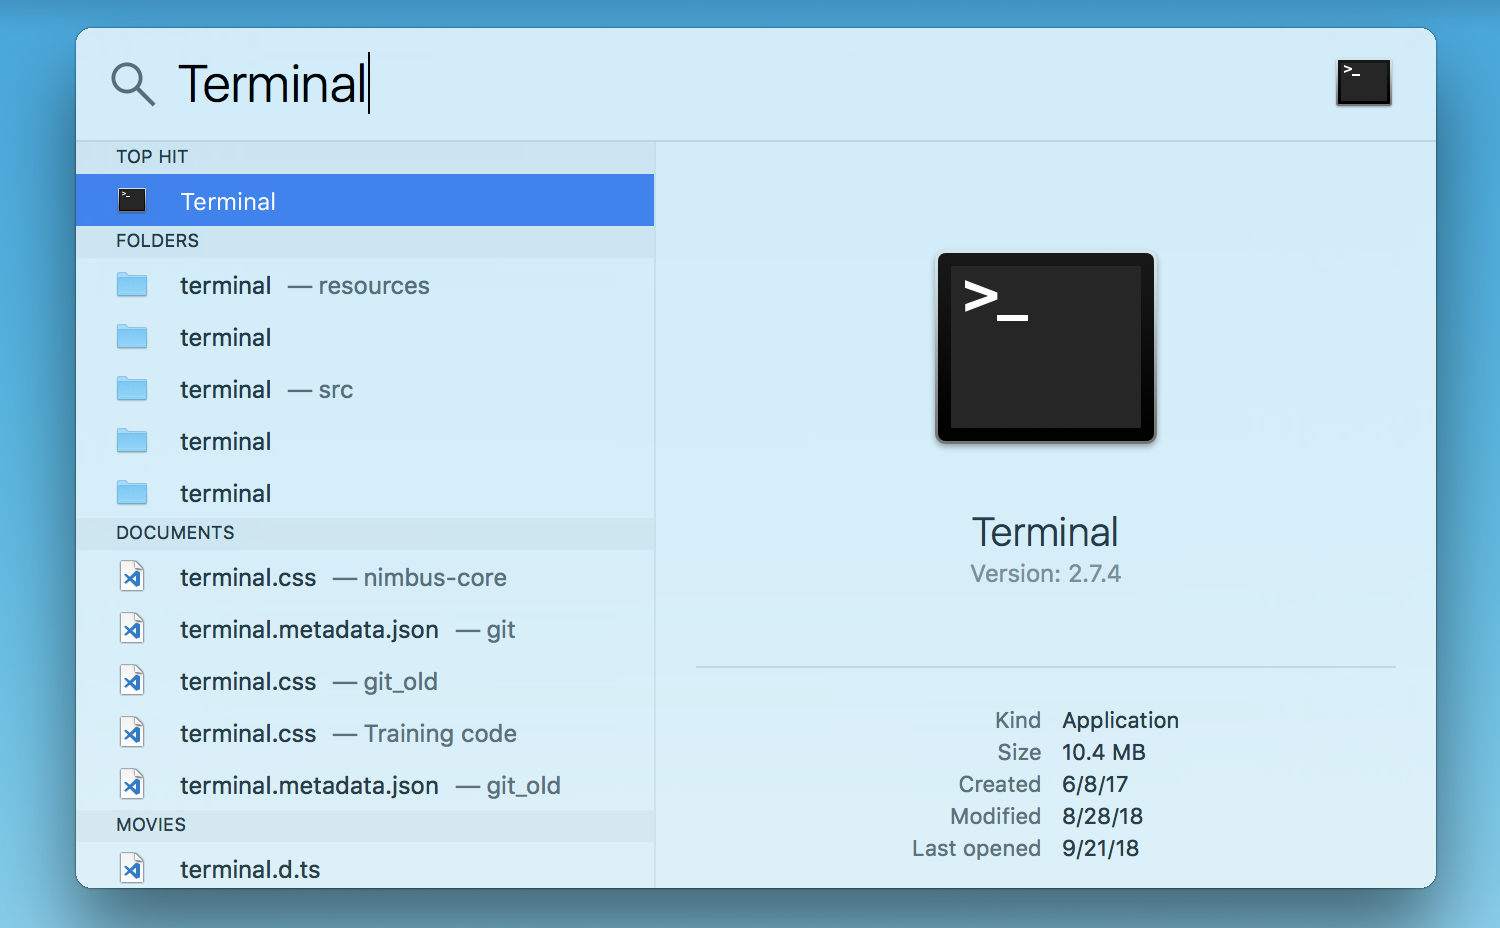 Terminal
TOP HIT
Terminal
FOLDERS
terminal — resources
terminal
terminal — src
terminal
terminal
DOCUMENTS
terminal.css — nimbus-core
terminal.metadata.json — git
terminal.css — git_old
terminal.css — Training code
terminal.metadata.json — git_old
MOVIES
terminal.d.ts
>_
Terminal
Version: 2.7.4
Kind Application
Size 10.4 MB
Created 6/8/17
Modified 8/28/18
Last opened 9/21/18